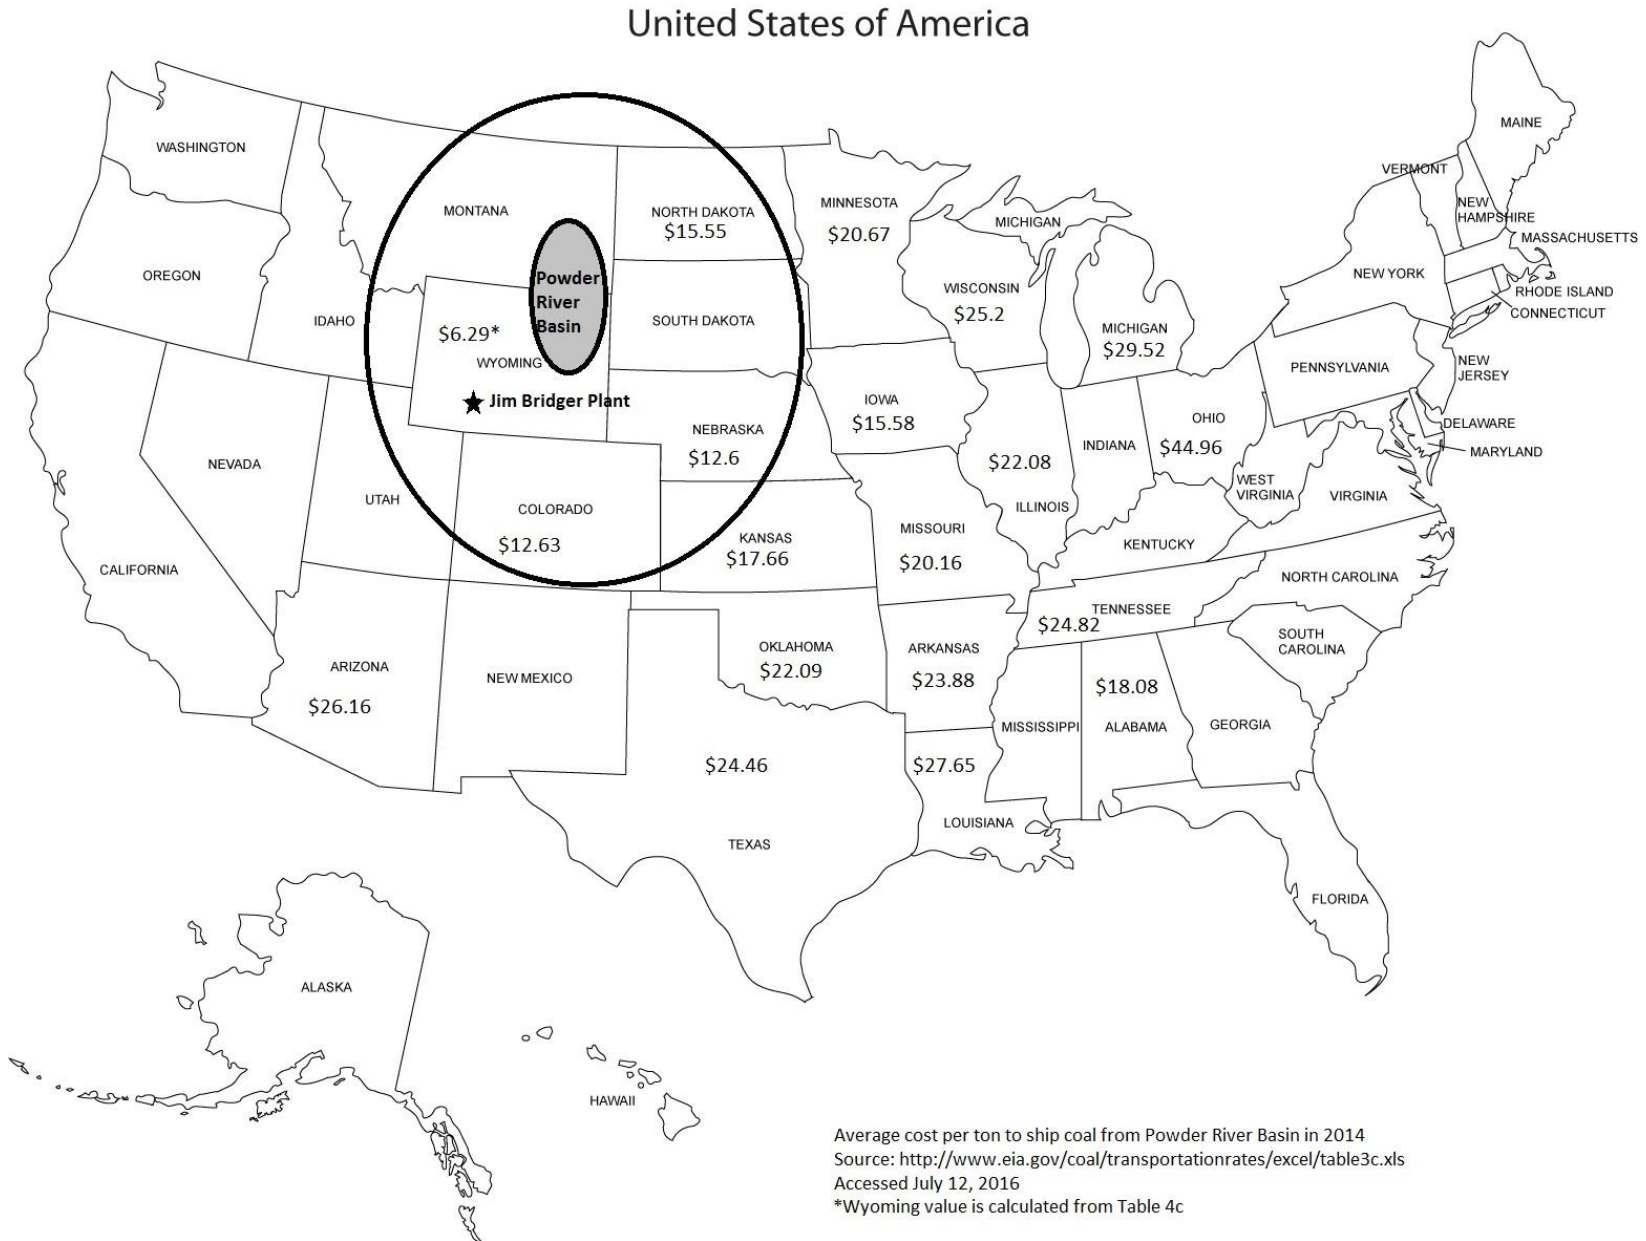 United States of America
WASHINGTON
OREGON
CALIFORNIA
NEVADA
IDAHO
UTAH
ARIZONA
$26.16
MONTANA
$6.29*
WYOMING
Powder
River
Basin
Jim Bridger Plant
COLORADO
$12.63
NEW MEXICO
NORTH DAKOTA
$15.55
SOUTH DAKOTA
NEBRASKA
$12.6
KANSAS
$17.66
OKLAHOMA
$22.09
$24.46
TEXAS
MINNESOTA
$20.67
IOWA
$15.58
MISSOURI
$20.16
ARKANSAS
$23.88
$27.65
LOUISIANA
WISCONSIN
$25.2
MICHIGAN
MICHIGAN
$29.52
$22.08
ILLINOIS
INDIANA
OHIO
$44.96
KENTUCKY
TENNESSEE
$24.82
MISSISSIPPI
$18.08
ALABAMA
GEORGIA
FLORIDA
SOUTH
CAROLINA
NORTH CAROLINA
VIRGINIA
WEST
VIRGINIA
PENNSYLVANIA
NEW YORK
MAINE
VERMONT
NEW
HAMPSHIRE
MASSACHUSETTS
RHODE ISLAND
CONNECTICUT
NEW
JERSEY
DELAWARE
MARYLAND
ALASKA
HAWAII
Average cost per ton to ship coal from Powder River Basin in 2014
Source: http://www.eia.gov/coal/transportationrates/excel/table3c.xls
Accessed July 12, 2016
*Wyoming value is calculated from Table 4c